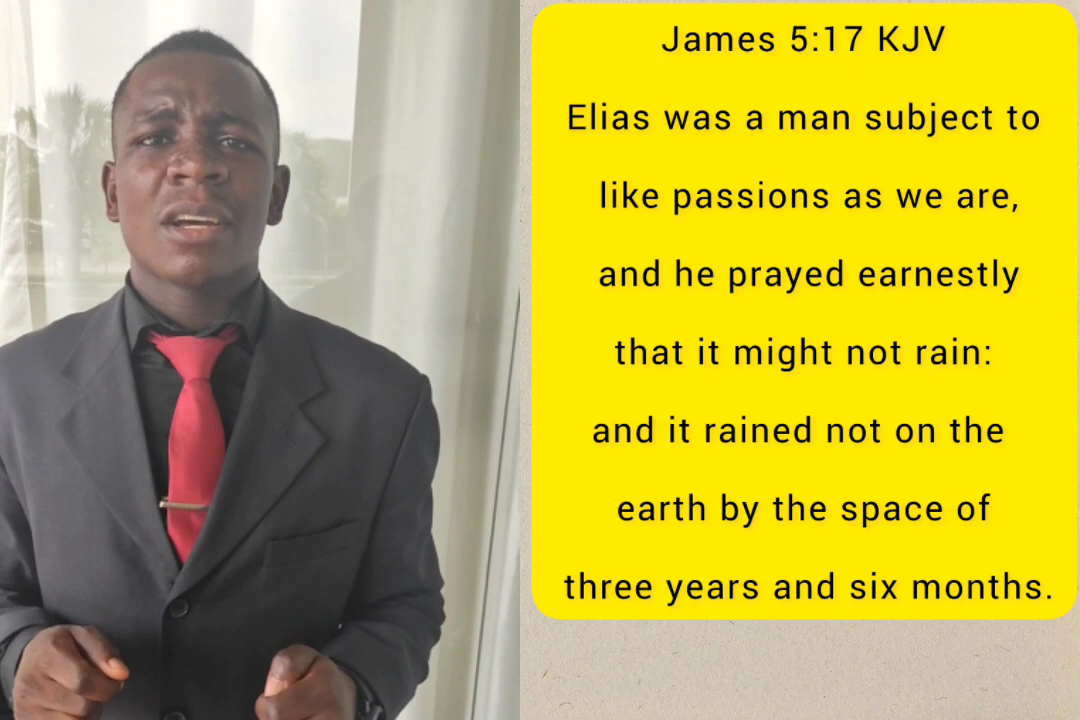 James 5:17 KJV
Elias was a man subject to
like passions as we are,
and he prayed earnestly
that it might not rain:
and it rained not on the
earth by the space of
three years and six months.